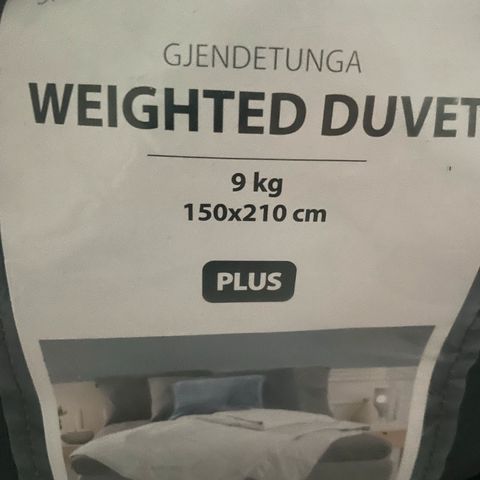 GJENDETUNGA
WEIGHTED DUVET
9 kg
150x210 cm
PLUS